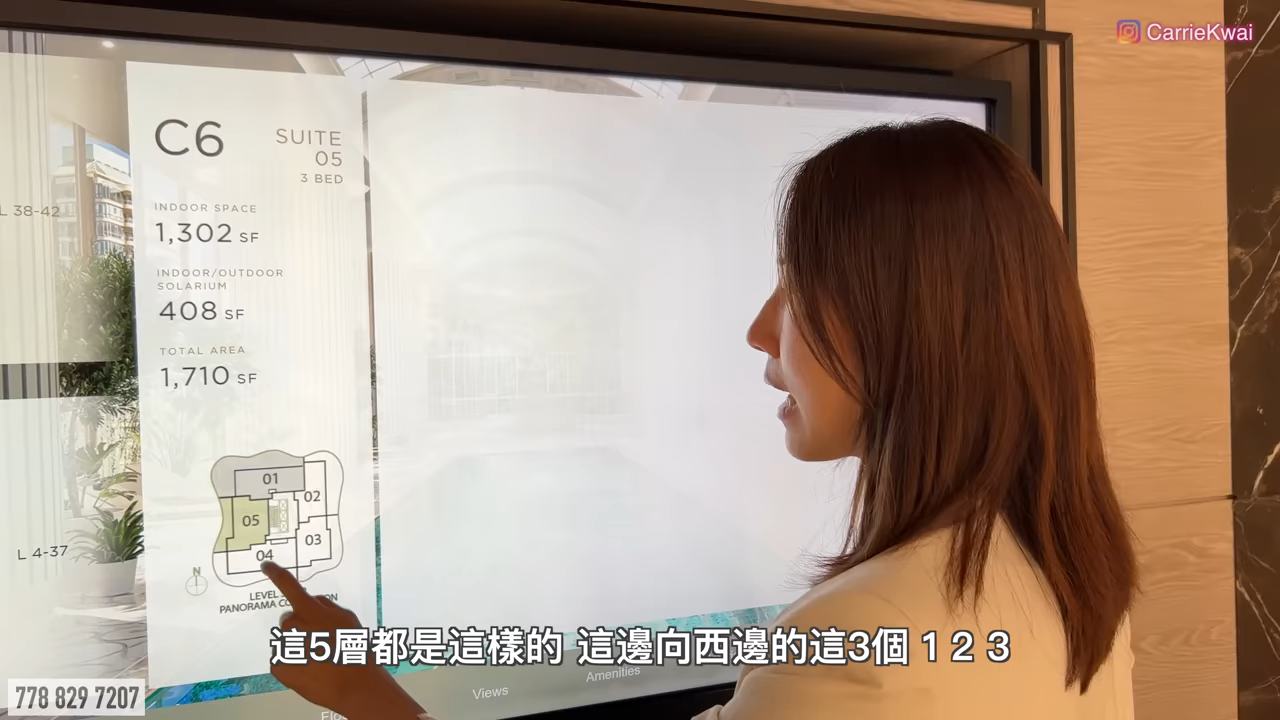 CarrieKwai
C6
SUITE
05
3 BED
INDOOR SPACE
1,302 SF
INDOOR/OUTDOOR
SOLARIUM
408 SF
TOTAL AREA
1,710 SF
L 38-42
L 4-37
01
02
05
03
04
N
LEVEL
PANORAMA
這5層都是這樣的 這邊向西邊的這3個 1 2 3
Views
Amenities
778 829 7207